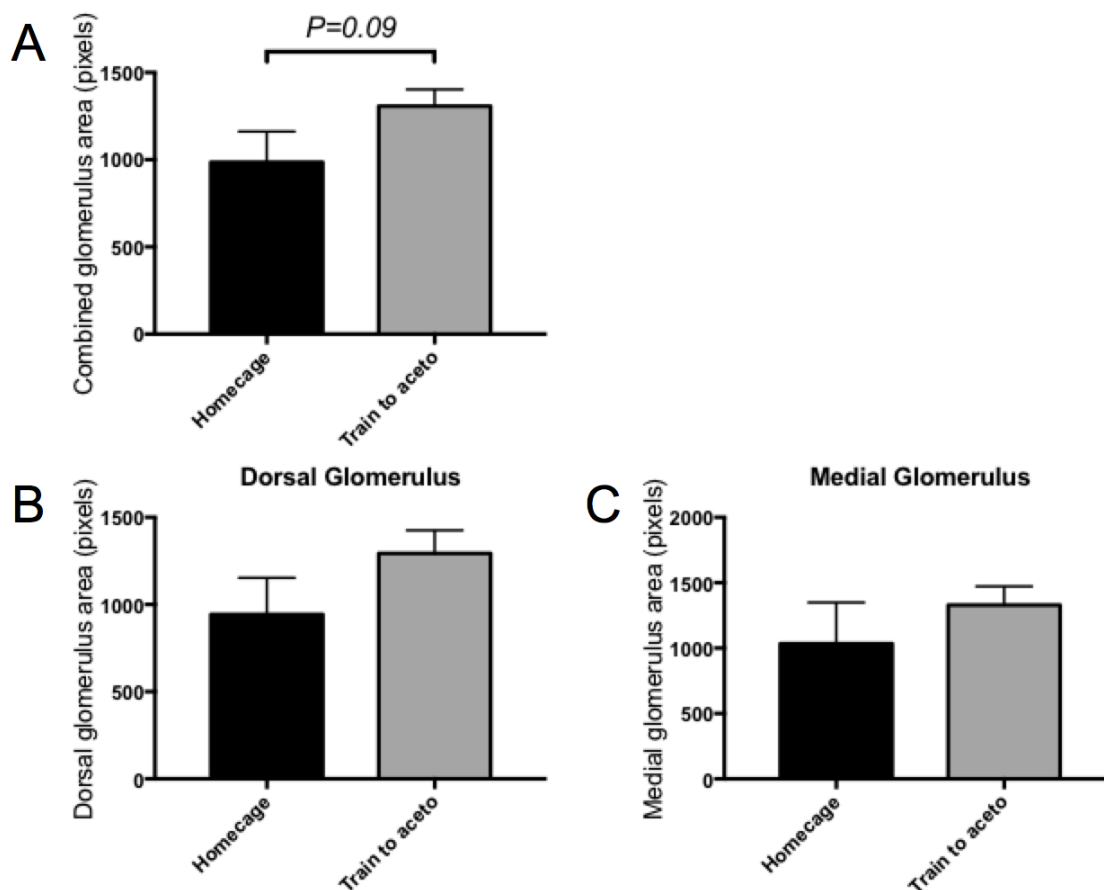 A
P=0.09
Combined glomerulus area (pixels)
1500
1000
500
0
Homecage
Train to aceto
B
Dorsal Glomerulus
Dorsal glomerulus area (pixels)
1500
1000
500
0
Homecage
Train to aceto
C
Medial Glomerulus
Medial glomerulus area (pixels)
2000
1500
1000
500
0
Homecage
Train to aceto